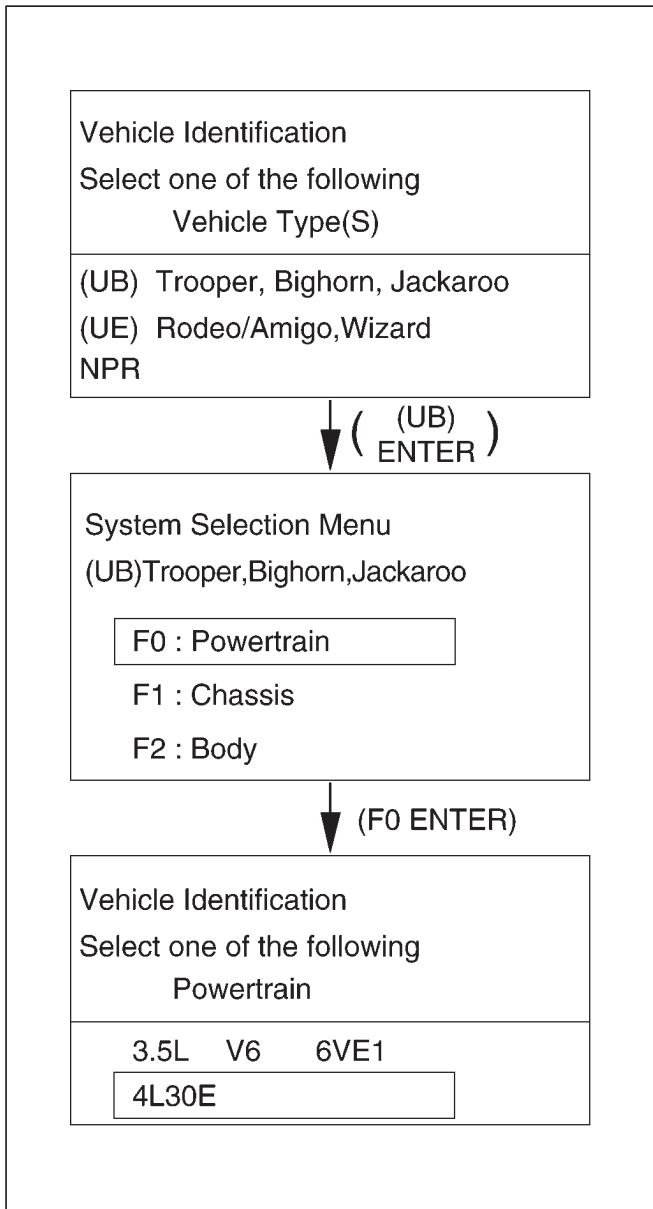 Vehicle Identification
Select one of the following
Vehicle Type(S)
(UB) Trooper, Bighorn, Jackaroo
(UE) Rodeo/Amigo,Wizard
NPR
( (UB)
ENTER )
System Selection Menu
(UB)Trooper,Bighorn,Jackaroo
F0 : Powertrain
F1 : Chassis
F2 : Body
(F0 ENTER)
Vehicle Identification
Select one of the following
Powertrain
3.5L V6 6VE1
4L30E